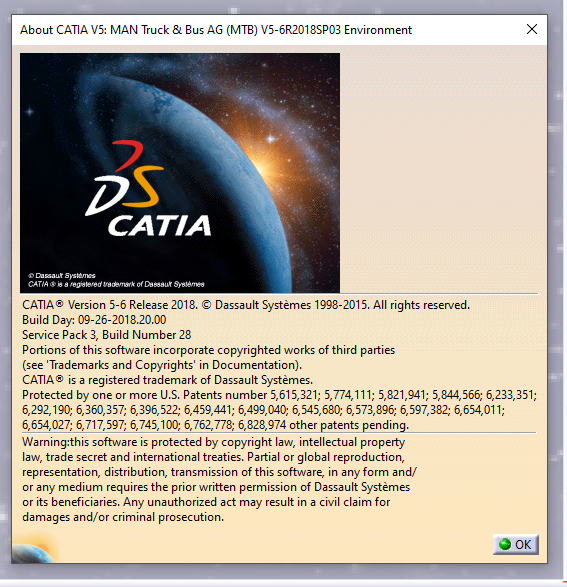 About CATIA V5: MAN Truck & Bus AG (MTB) V5-6R2018SP03 Environment
DS
CATIA
© Dassault Systèmes
CATIA ® is a registered trademark of Dassault Systèmes
CATIA® Version 5-6 Release 2018. © Dassault Systèmes 1998-2015. All rights reserved.
Build Day: 09-26-2018.20.00
Service Pack 3, Build Number 28
Portions of this software incorporate copyrighted works of third parties
(see 'Trademarks and Copyrights' in Documentation).
CATIA® is a registered trademark of Dassault Systèmes.
Protected by one or more U.S. Patents number 5,615,321; 5,774,111; 5,821,941; 5,844,566; 6,233,351;
6,292,190; 6,360,357; 6,396,522; 6,459,441; 6,499,040; 6,545,680; 6,573,896; 6,597,382; 6,654,011;
6,654,027; 6,717,597; 6,745,100; 6,762,778; 6,828,974 other patents pending.
Warning:this software is protected by copyright law, intellectual property
law, trade secret and international treaties. Partial or global reproduction,
representation, distribution, transmission of this software, in any form and/
or any medium requires the prior written permission of Dassault Systèmes
or its beneficiaries. Any unauthorized act may result in a civil claim for
damages and/or criminal prosecution.
OK